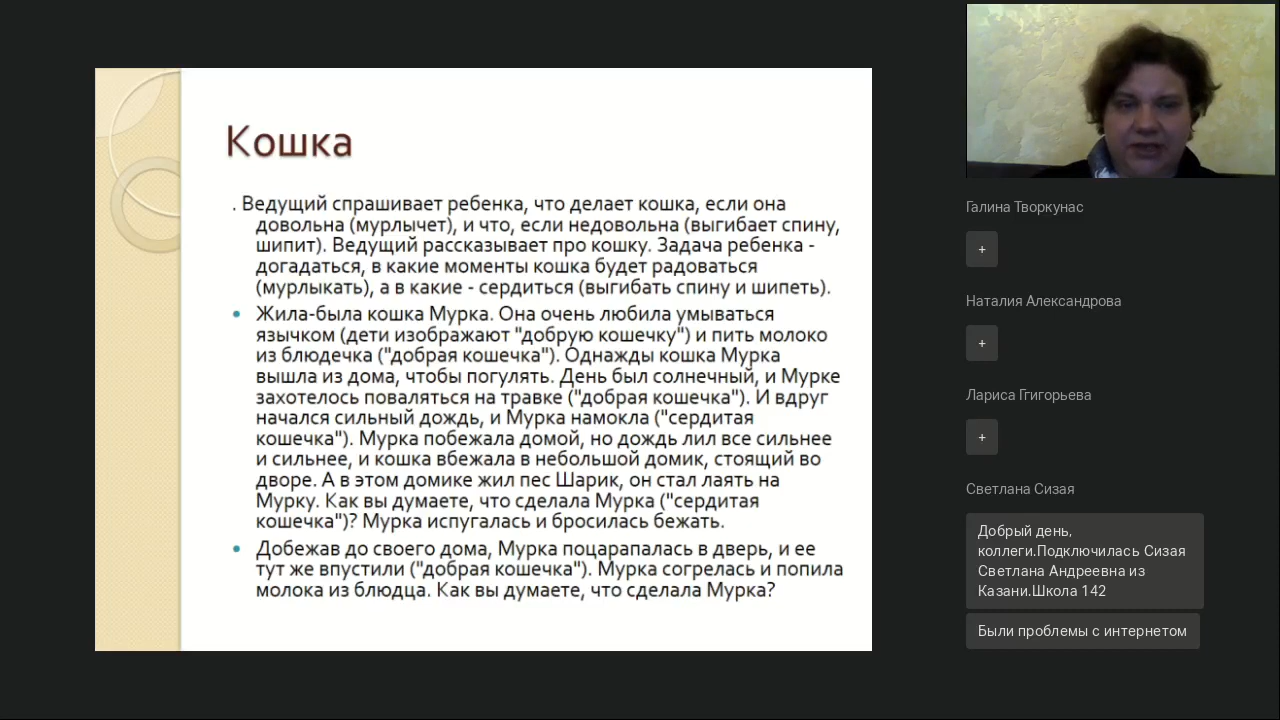 Кошка
. Ведущий спрашивает ребенка, что делает кошка, если она
довольна (мурлычет), и что, если недовольна (выгибает спину,
шипит). Ведущий рассказывает про кошку. Задача ребенка -
догадаться, в какие моменты кошка будет радоваться
(мурлыкать), а в какие - сердиться (выгибать спину и шипеть).
• Жила-была кошка Мурка. Она очень любила умываться
язычком (дети изображают "добрую кошечку") и пить молоко
из блюдечка ("добрая кошечка"). Однажды кошка Мурка
вышла из дома, чтобы погулять. День был солнечный, и Мурке
захотелось поваляться на травке ("добрая кошечка"). И вдруг
начался сильный дождь, и Мурка намокла ("сердитая
кошечка"). Мурка побежала домой, но дождь лил все сильнее
и сильнее, и кошка вбежала в небольшой домик, стоящий во
дворе. А в этом домике жил пес Шарик, он стал лаять на
Мурку. Как вы думаете, что сделала Мурка ("сердитая
кошечка")? Мурка испугалась и бросилась бежать.
• Добежав до своего дома, Мурка поцарапалась в дверь, и ее
тут же впустили ("добрая кошечка"). Мурка согрелась и попила
молока из блюдца. Как вы думаете, что сделала Мурка?
Галина Творкунас
+
Наталия Александрова
+
Лариса Ггигорьева
+
Светлана Сизая
Добрый день,
коллеги.Подключилась Сизая
Светлана Андреевна из
Казани.Школа 142
Были проблемы с интернетом